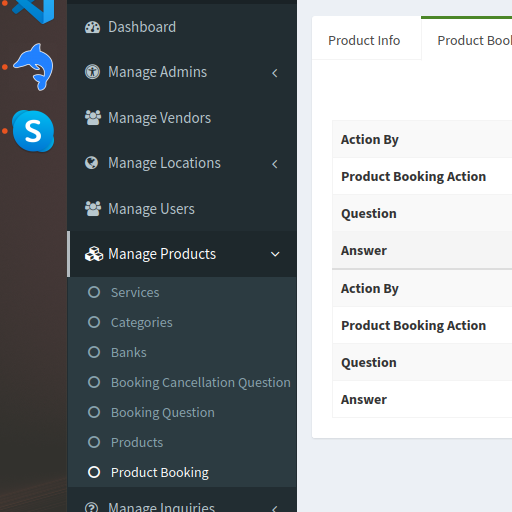 Dashboard
Manage Admins
Manage Vendors
Manage Locations
Manage Users
Manage Products
Services
Categories
Banks
Booking Cancellation Question
Booking Question
Products
Product Booking
Manage Inquiries
Product Info
Product Bool
Action By
Product Booking Action
Question
Answer
Action By
Product Booking Action
Question
Answer
S